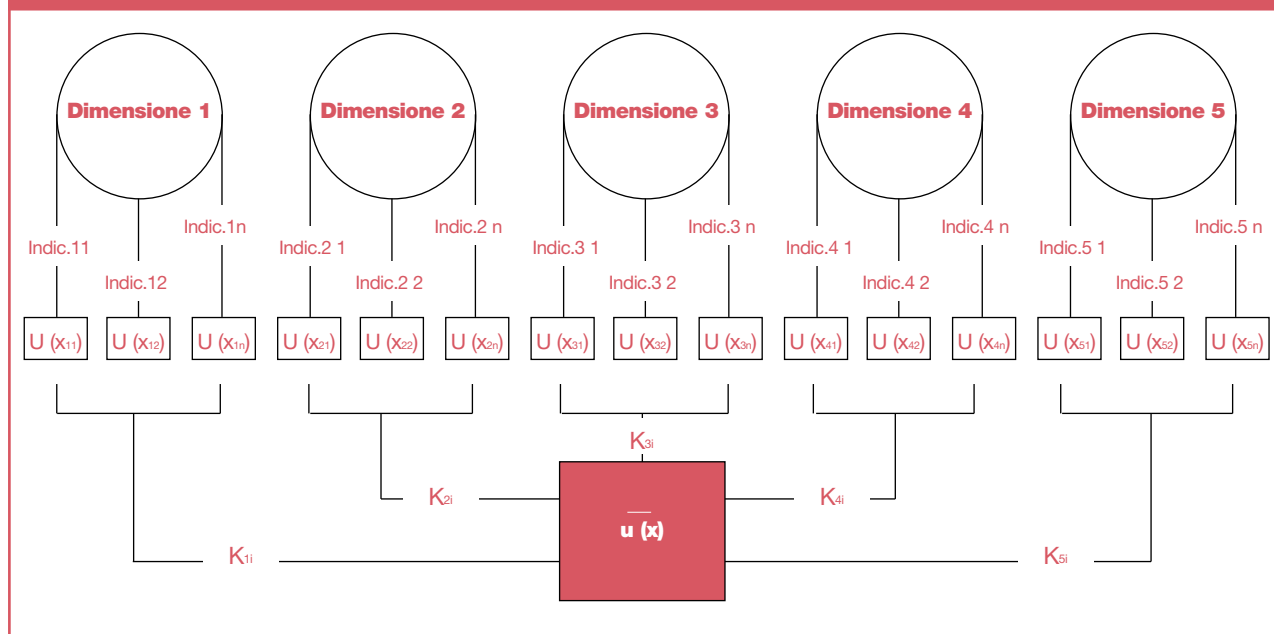 Dimensione 1 Dimensione 2 Dimensione 3 Dimensione 4 Dimensione 5
Indic.1n Indic.2 n Indic.3 n Indic.4 n Indic.5 n
Indic.11 Indic.2 1 Indic.3 1 Indic.4 1 Indic.5 1
Indic.12 Indic.2 2 Indic.3 2 Indic.4 2 Indic.5 2
U (x11) U (x12) U (x1n) U (x21) U (x22) U (x2n) U (x31) U (x32) U (x3n) U (x41) U (x42) U (x4n) U (x51) U (x52) U (x5n)
K3i
K2i K4i
u (x)
K1i K5i